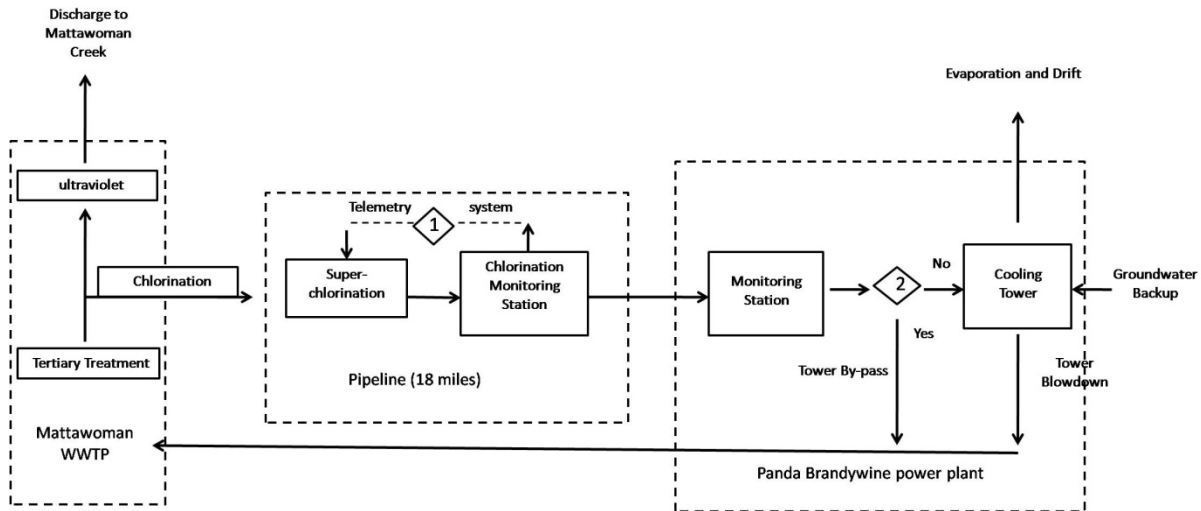 Discharge to
Mattawoman
Creek
Evaporation and Drift
ultraviolet
Telemetry 1 system
Chlorination
Super-
chlorination
Chlorination
Monitoring
Station
Monitoring
Station
2
No
Cooling
Tower
Groundwater
Backup
Yes
Tertiary Treatment
Pipeline (18 miles)
Tower By-pass
Tower
Blowdown
Mattawoman
WWTP
Panda Brandywine power plant